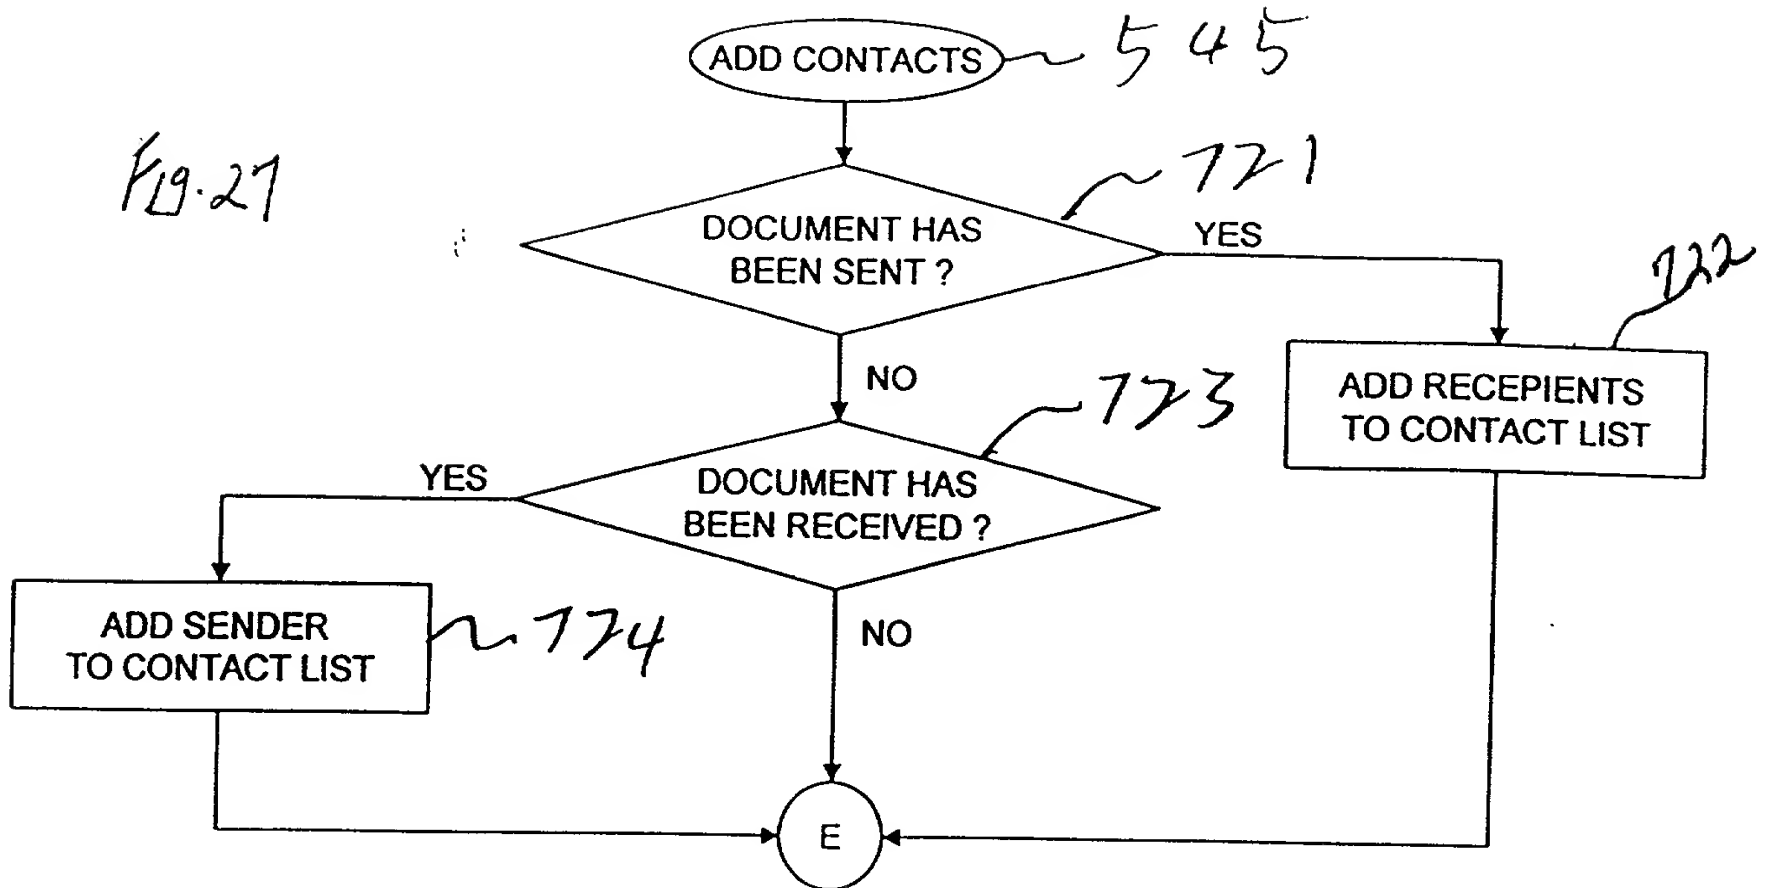 ADD CONTACTS
545
Fig.27
721
DOCUMENT HAS
BEEN SENT ?
YES
722
NO
ADD RECEPIENTS
TO CONTACT LIST
723
YES
DOCUMENT HAS
BEEN RECEIVED ?
ADD SENDER
TO CONTACT LIST
724
NO
E